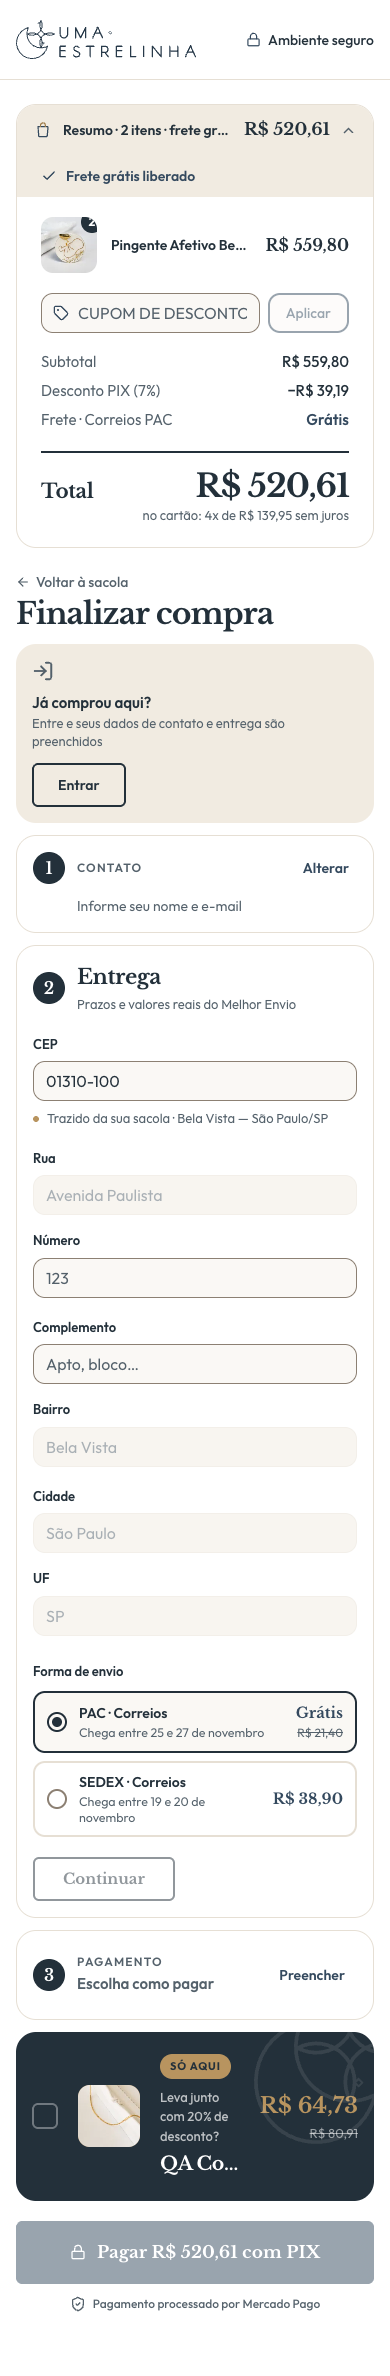 UMA
ESTRELINHA
Ambiente seguro
Resumo · 2 itens · frete gr... R$ 520,61
Frete grátis liberado
2
Pingente Afetivo Be... R$ 559,80
CUPOM DE DESCONTO Aplicar
Subtotal R$ 559,80
Desconto PIX (7%) −R$ 39,19
Frete · Correios PAC Grátis
Total R$ 520,61
no cartão: 4x de R$ 139,95 sem juros
Voltar à sacola
Finalizar compra
Já comprou aqui?
Entre e seus dados de contato e entrega são
preenchidos
Entrar
1 CONTATO Alterar
Informe seu nome e e-mail
2 Entrega
Prazos e valores reais do Melhor Envio
CEP
01310-100
Trazido da sua sacola · Bela Vista — São Paulo/SP
Rua
Avenida Paulista
Número
123
Complemento
Apto, bloco...
Bairro
Bela Vista
Cidade
São Paulo
UF
SP
Forma de envio
PAC · Correios Grátis
Chega entre 25 e 27 de novembro R$ 21,40
SEDEX · Correios
Chega entre 19 e 20 de
novembro
R$ 38,90
Continuar
3 PAGAMENTO
Escolha como pagar
Preencher
SÓ AQUI
Leva junto
com 20% de
desconto?
QA Co...
R$ 64,73
R$ 80,91
Pagar R$ 520,61 com PIX
Pagamento processado por Mercado Pago